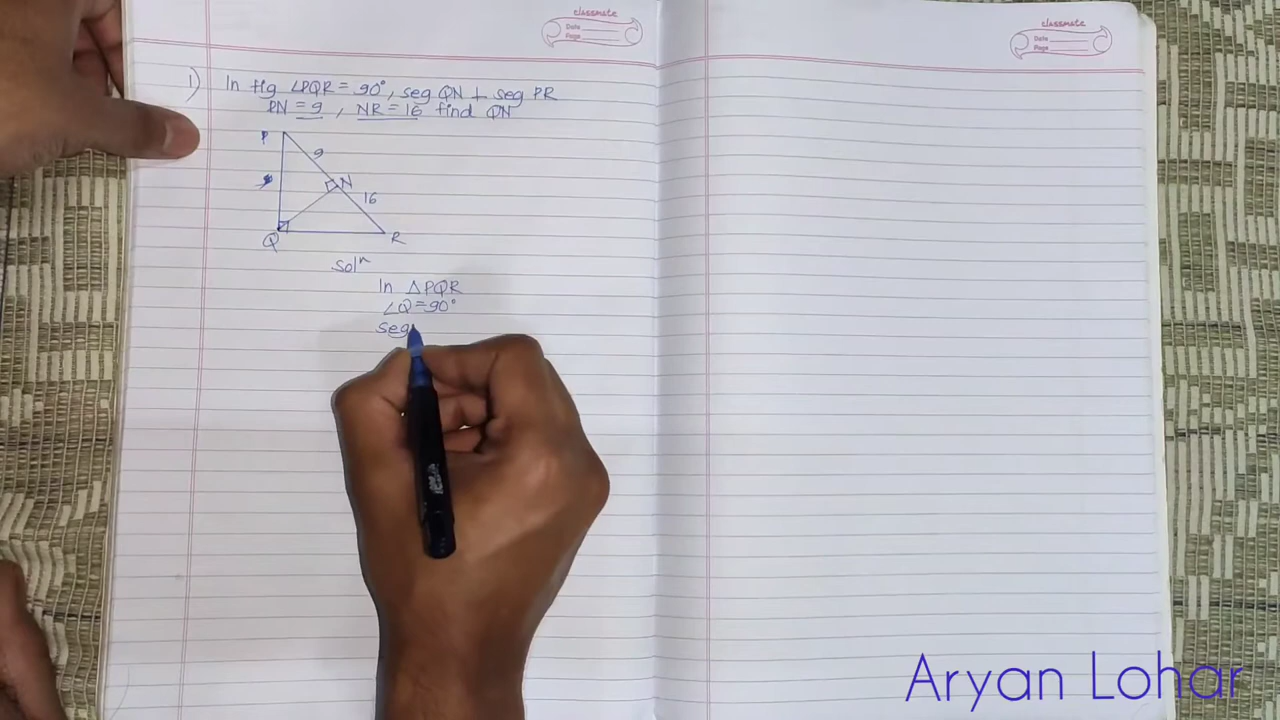 classmate
Date
Page
classmate
Date
Page
1) In fig ∠PQR = 90°, seg QN ⊥ seg PR
PN = 9 , NR = 16 find QN
P
9
N
16
Q
R
Solⁿ
In △PQR
∠Q = 90°
seg
Aryan Lohar